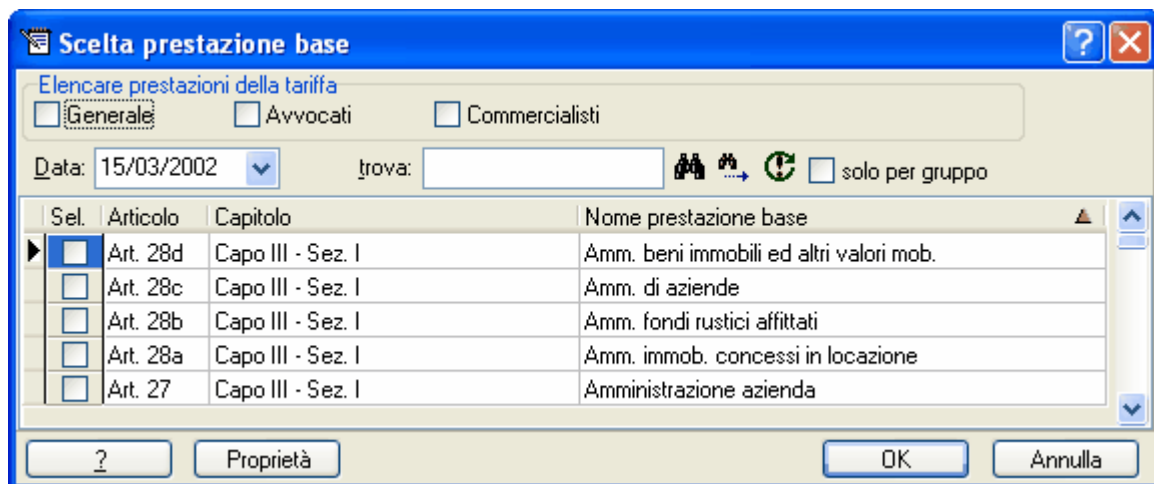 Scelta prestazione base
Elencare prestazioni della tariffa
Generale Avvocati Commercialisti
Data: 15/03/2002 trova: solo per gruppo
Sel. Articolo Capitolo Nome prestazione base
Art. 28d Capo III - Sez. I Amm. beni immobili ed altri valori mob.
Art. 28c Capo III - Sez. I Amm. di aziende
Art. 28b Capo III - Sez. I Amm. fondi rustici affittati
Art. 28a Capo III - Sez. I Amm. immob. concessi in locazione
Art. 27 Capo III - Sez. I Amministrazione azienda
? Proprietà OK Annulla